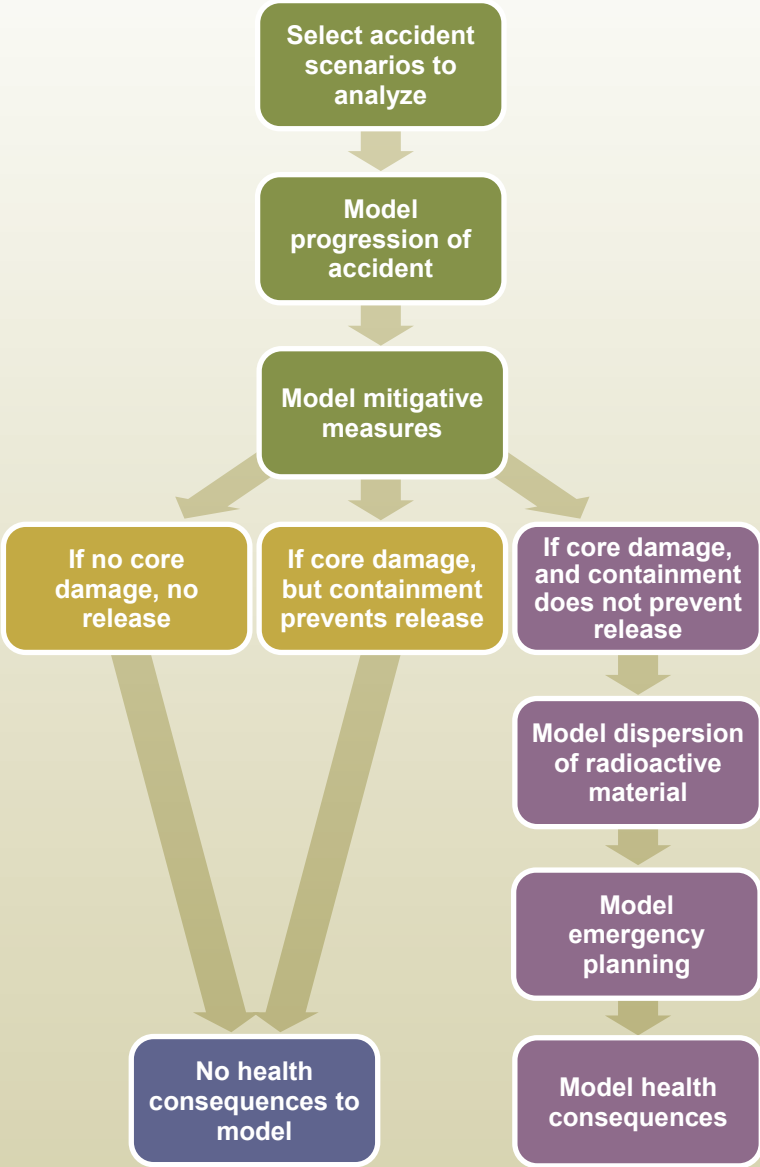 Select accident
scenarios to
analyze
Model
progression of
accident
Model mitigative
measures
If no core
damage, no
release
If core damage,
but containment
prevents release
If core damage,
and containment
does not prevent
release
Model dispersion
of radioactive
material
Model
emergency
planning
No health
consequences to
model
Model health
consequences